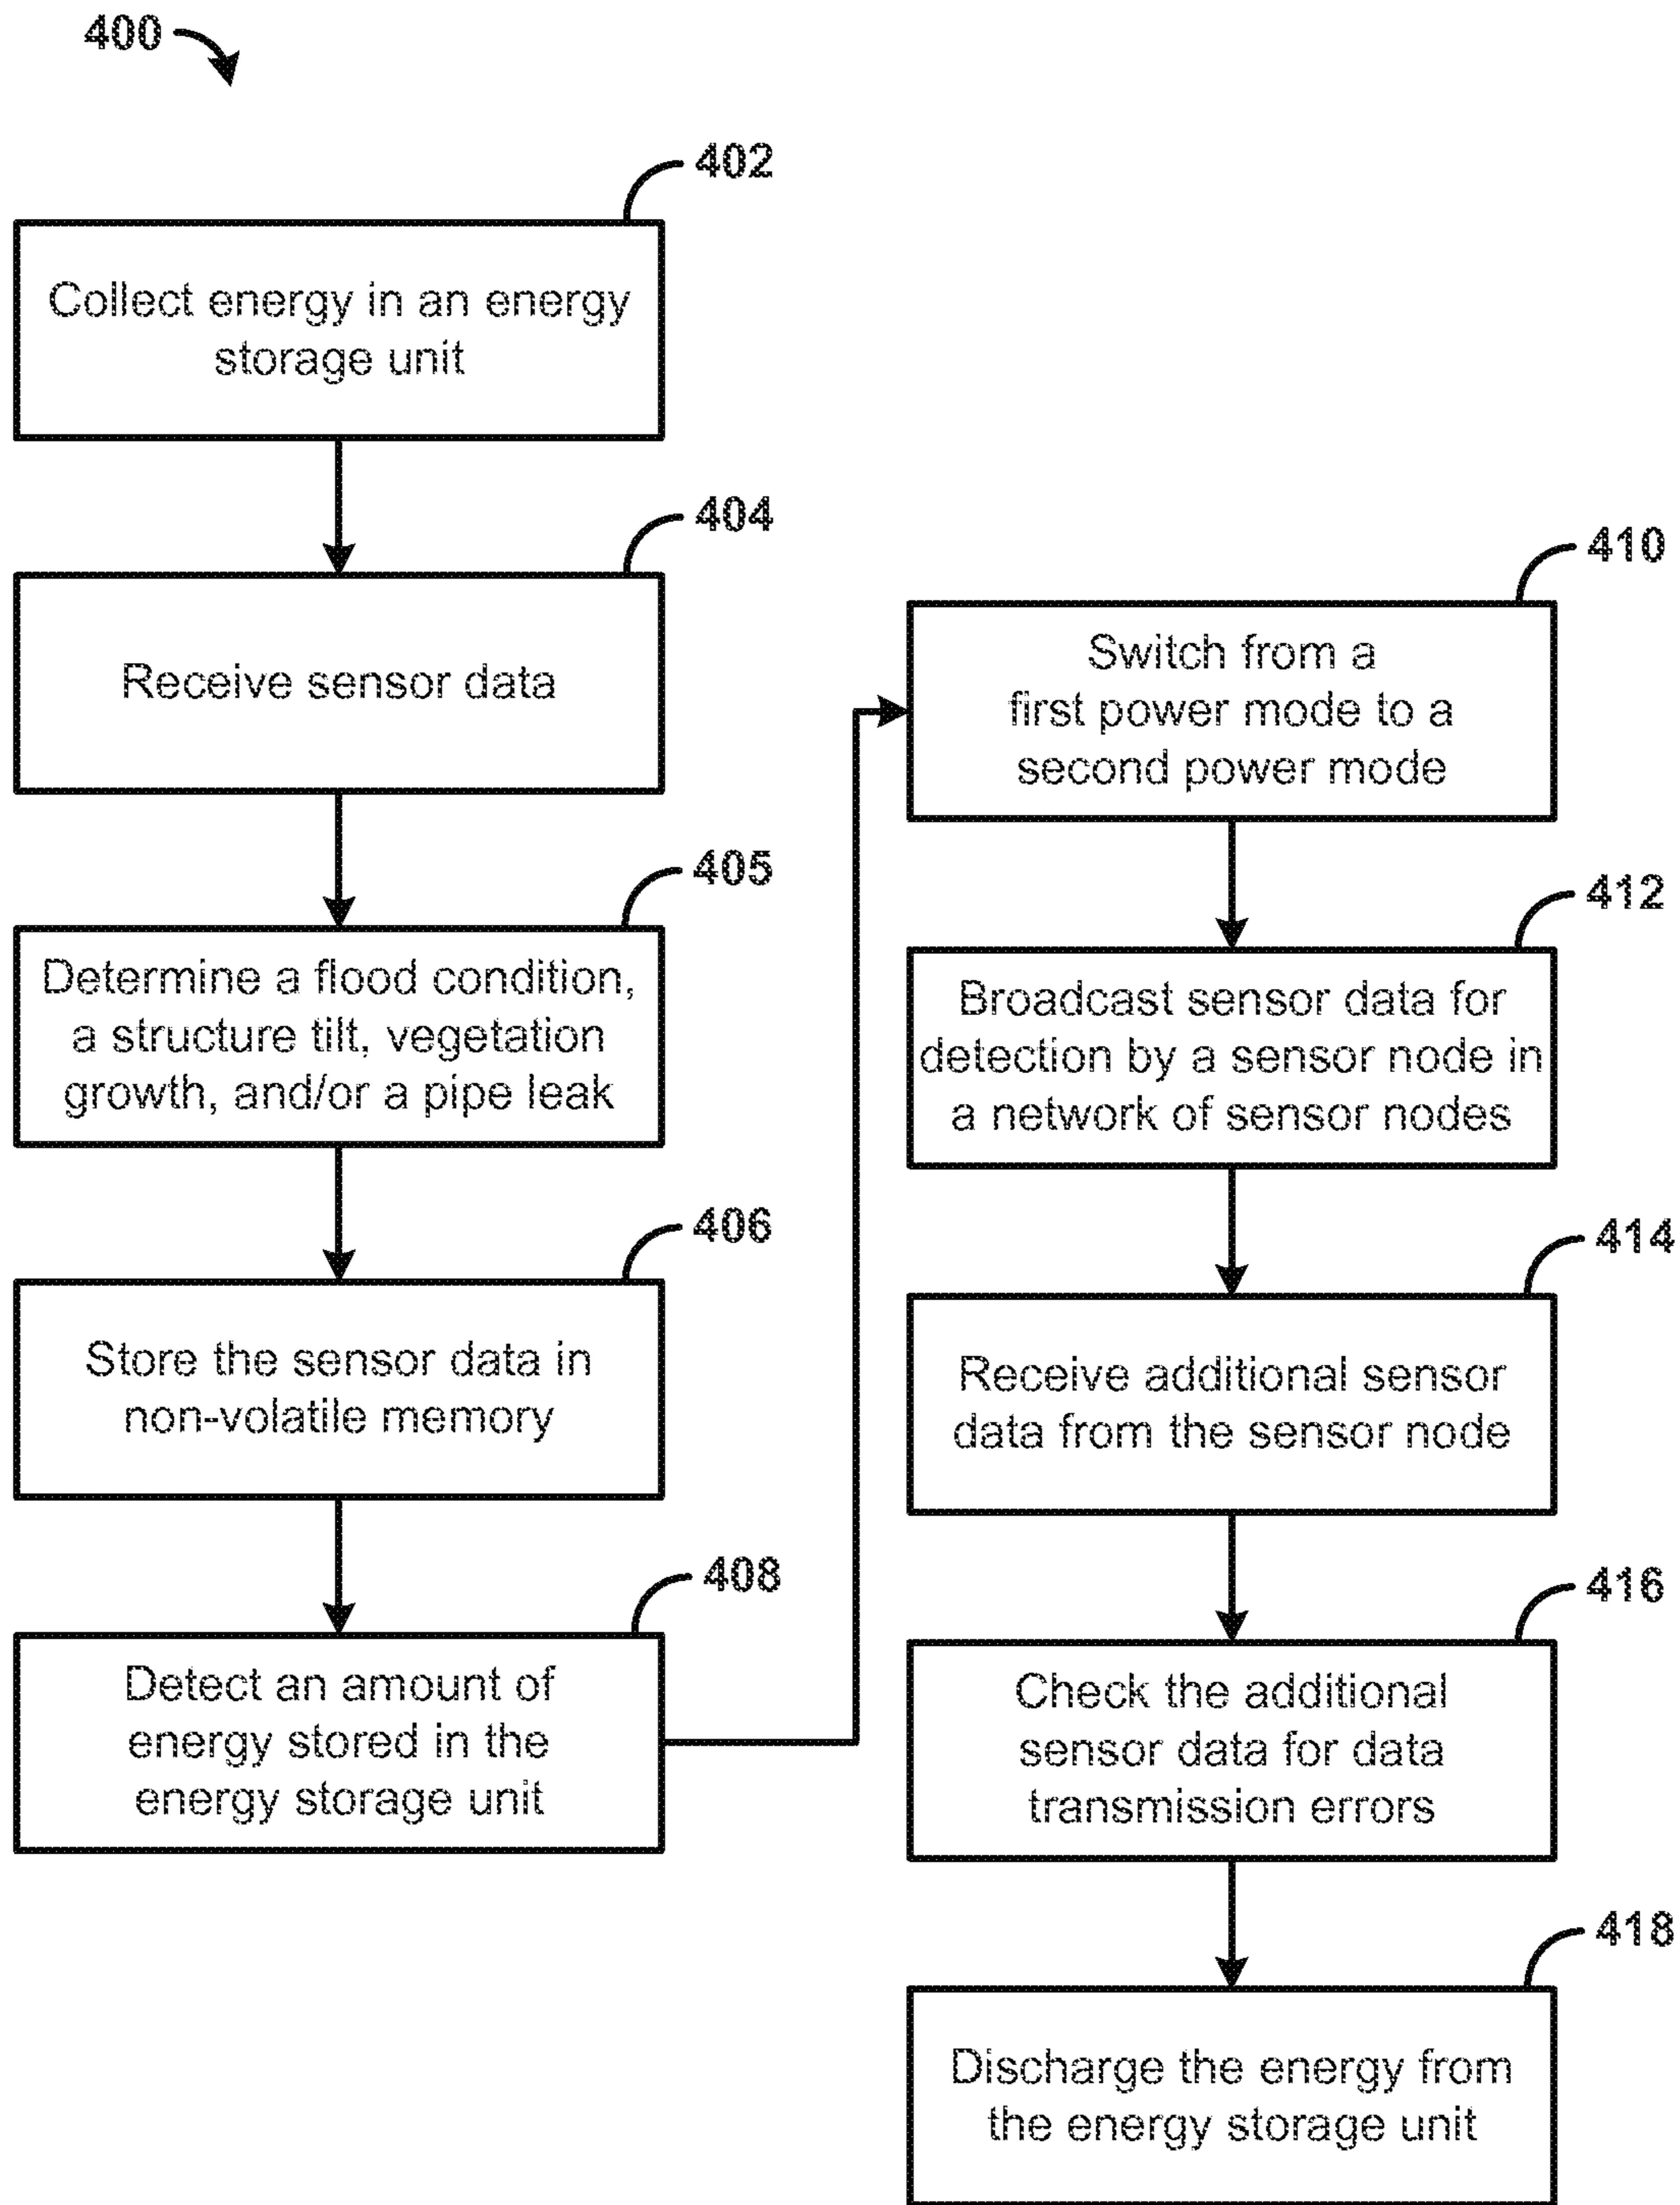 400
402
Collect energy in an energy
storage unit
404
Receive sensor data
405
Determine a flood condition,
a structure tilt, vegetation
growth, and/or a pipe leak
406
Store the sensor data in
non-volatile memory
408
Detect an amount of
energy stored in the
energy storage unit
410
Switch from a
first power mode to a
second power mode
412
Broadcast sensor data for
detection by a sensor node in
a network of sensor nodes
414
Receive additional sensor
data from the sensor node
416
Check the additional
sensor data for data
transmission errors
418
Discharge the energy from
the energy storage unit